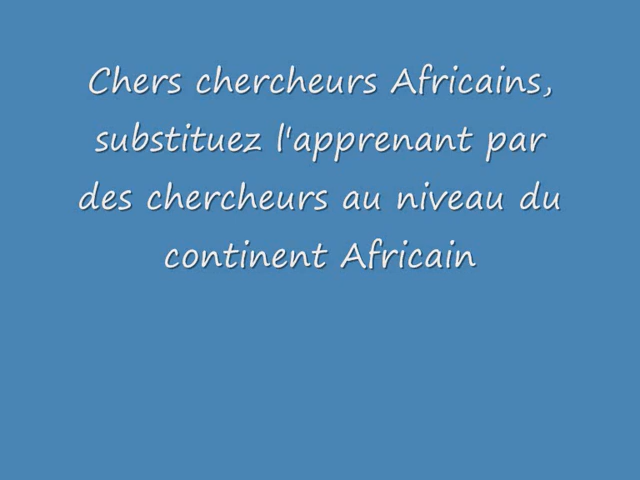 Chers chercheurs Africains,
substituez l'apprenant par
des chercheurs au niveau du
continent Africain